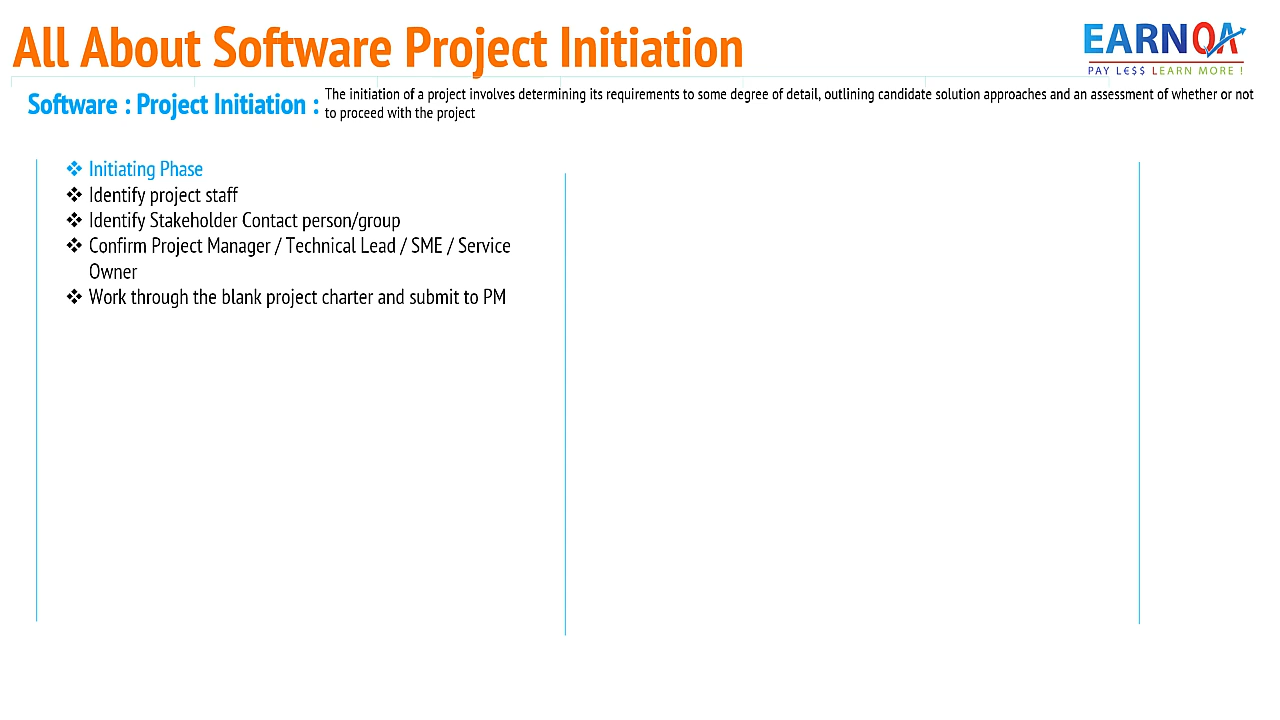 All About Software Project Initiation
EARNQA
PAY LE$$ LEARN MORE !
Software : Project Initiation :
The initiation of a project involves determining its requirements to some degree of detail, outlining candidate solution approaches and an assessment of whether or not
to proceed with the project
❖ Initiating Phase
❖ Identify project staff
❖ Identify Stakeholder Contact person/group
❖ Confirm Project Manager / Technical Lead / SME / Service
Owner
❖ Work through the blank project charter and submit to PM